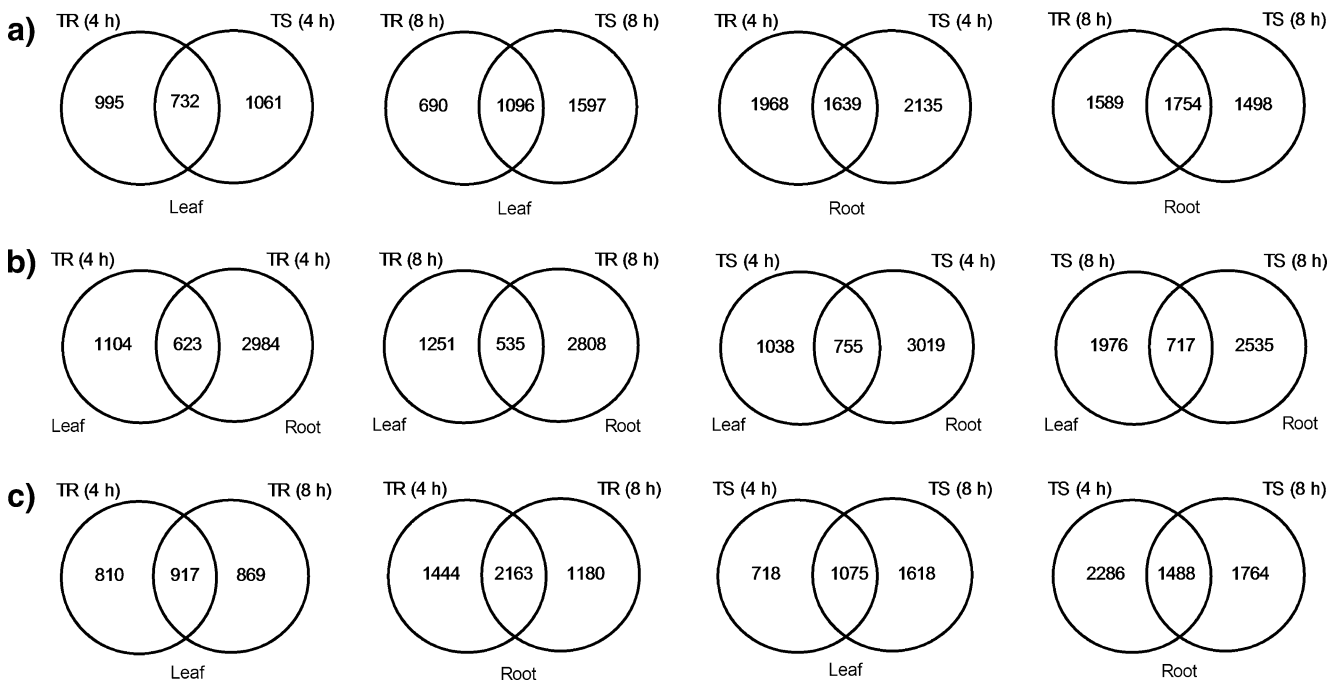 a) TR (4 h) TS (4 h) TR (8 h) TS (8 h) TR (4 h) TS (4 h) TR (8 h) TS (8 h)
995 732 1061 690 1096 1597 1968 1639 2135 1589 1754 1498
Leaf Leaf Root Root
b) TR (4 h) TR (4 h) TR (8 h) TR (8 h) TS (4 h) TS (4 h) TS (8 h) TS (8 h)
1104 623 2984 1251 535 2808 1038 755 3019 1976 717 2535
Leaf Root Leaf Root Leaf Root Leaf Root
c) TR (4 h) TR (8 h) TR (4 h) TR (8 h) TS (4 h) TS (8 h) TS (4 h) TS (8 h)
810 917 869 1444 2163 1180 718 1075 1618 2286 1488 1764
Leaf Root Leaf Root